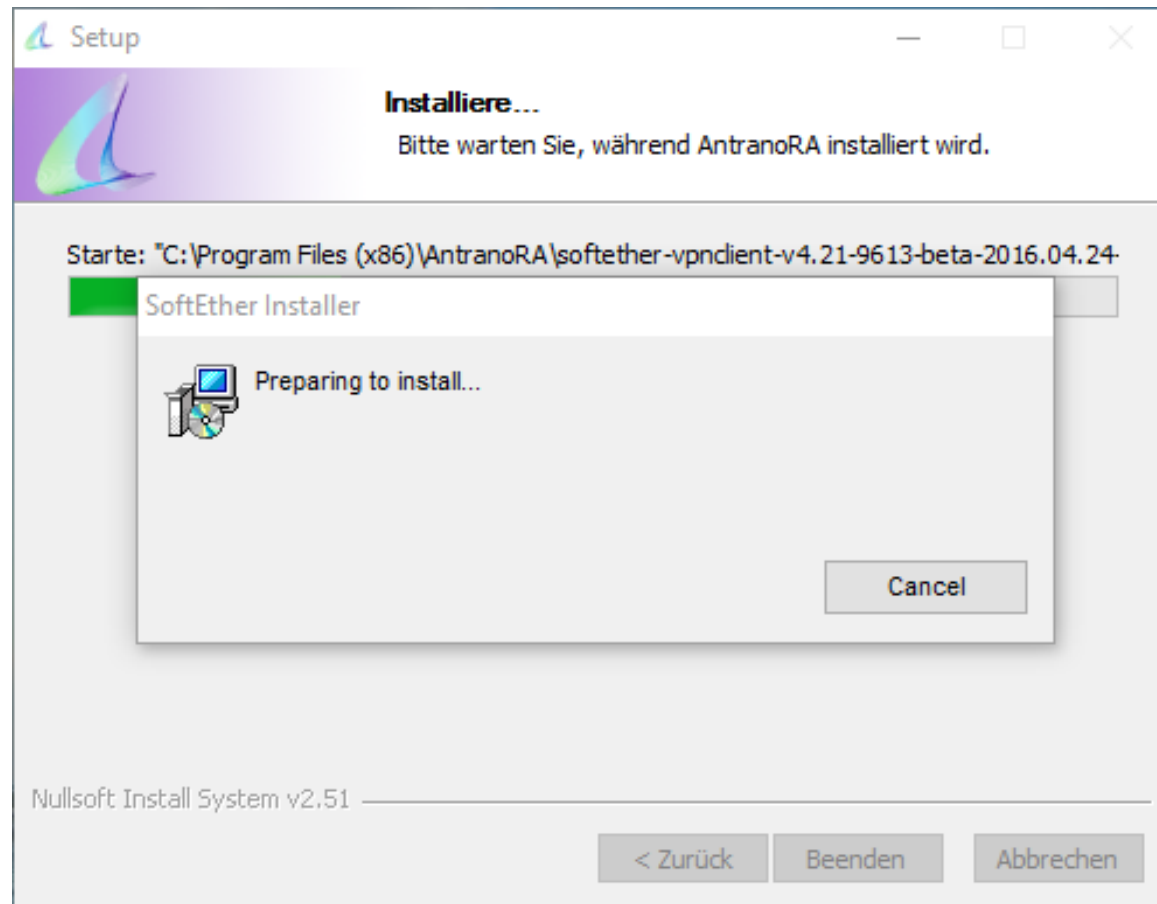 Setup
Installiere...
Bitte warten Sie, während AntranoRA installiert wird.
Starte: "C:\Program Files (x86)\AntranoRA\softether-vpnclient-v4.21-9613-beta-2016.04.24-
SoftEther Installer
Preparing to install...
Cancel
Nullsoft Install System v2.51
< Zurück Beenden Abbrechen